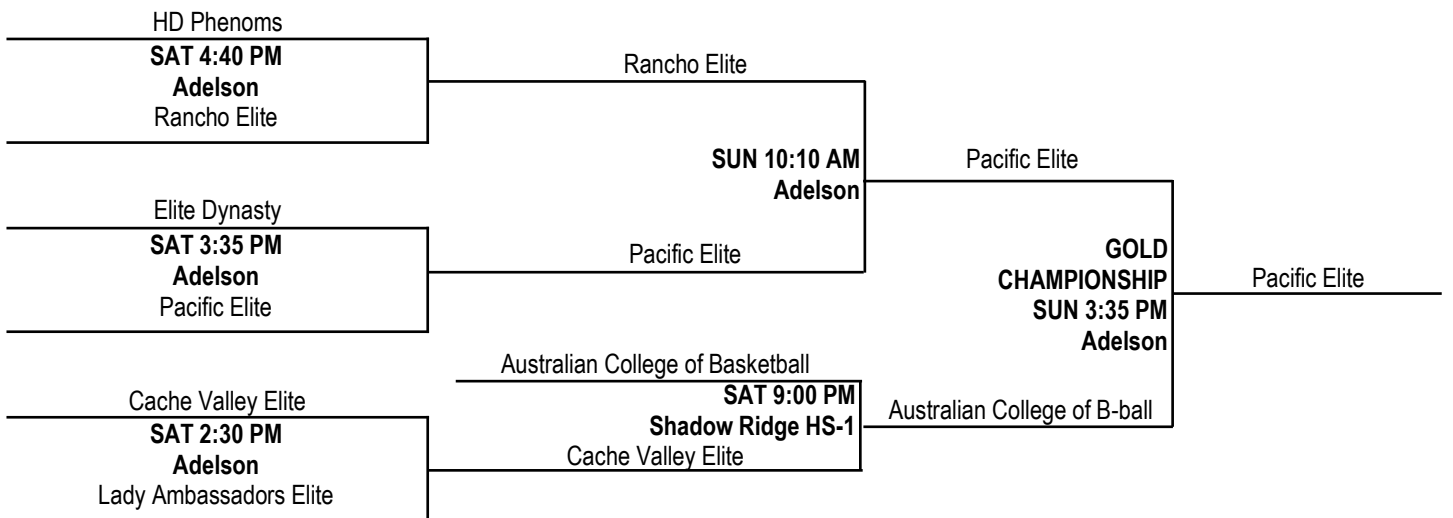 HD Phenoms
SAT 4:40 PM
Adelson
Rancho Elite
Rancho Elite
SUN 10:10 AM
Adelson
Pacific Elite
Elite Dynasty
SAT 3:35 PM
Adelson
Pacific Elite
Pacific Elite
GOLD
CHAMPIONSHIP
SUN 3:35 PM
Adelson
Pacific Elite
Australian College of Basketball
SAT 9:00 PM
Shadow Ridge HS-1
Cache Valley Elite
Australian College of B-ball
Cache Valley Elite
SAT 2:30 PM
Adelson
Lady Ambassadors Elite